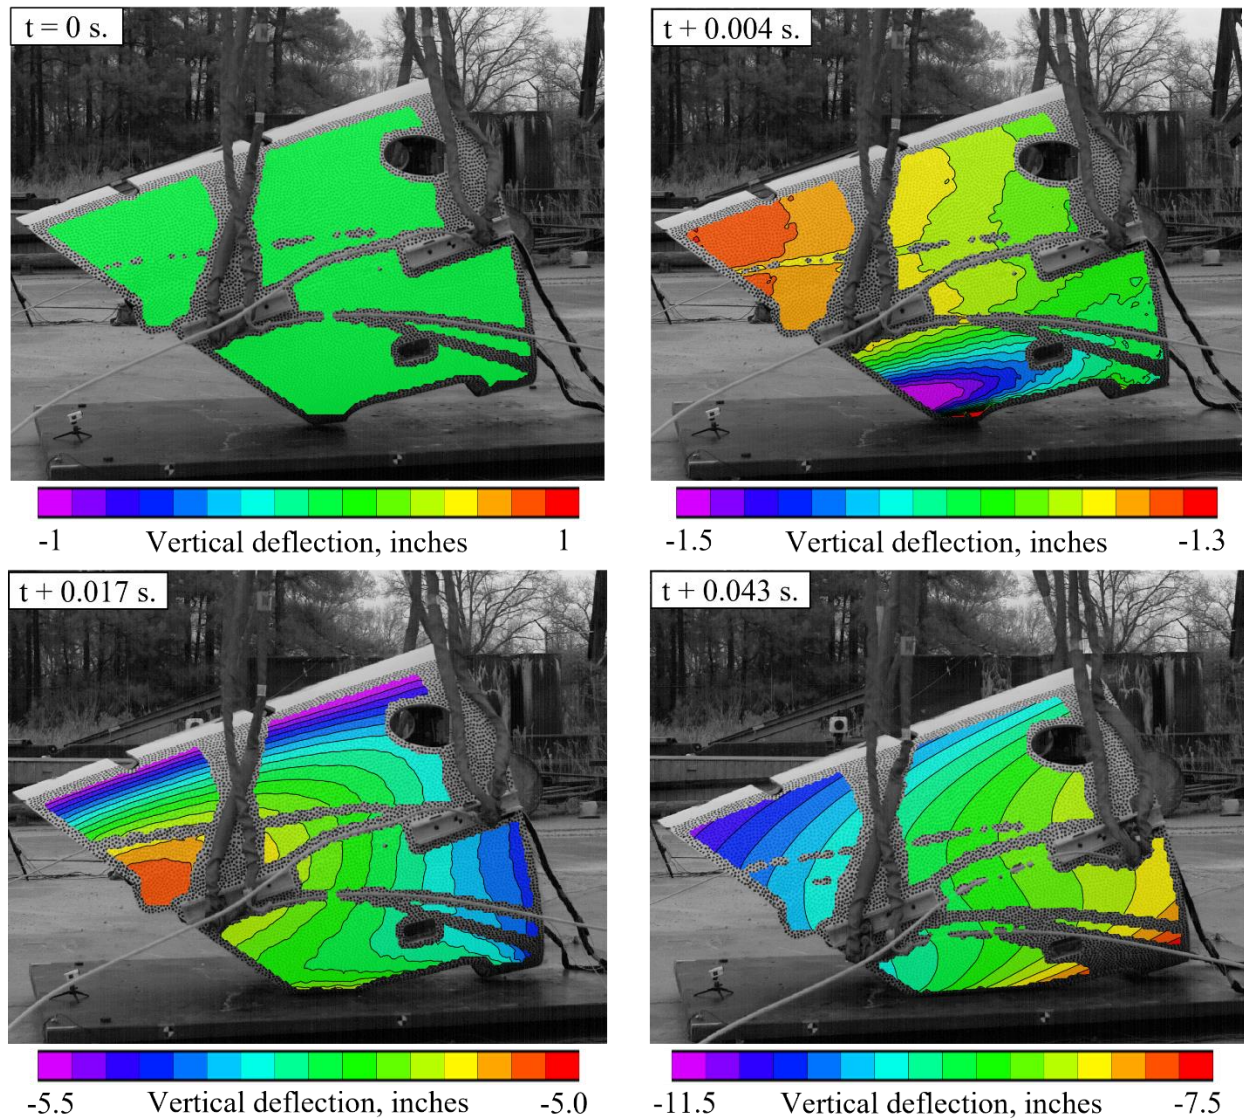 t = 0 s.
t + 0.004 s.
-1 Vertical deflection, inches 1
-1.5 Vertical deflection, inches -1.3
t + 0.017 s.
t + 0.043 s.
-5.5 Vertical deflection, inches -5.0
-11.5 Vertical deflection, inches -7.5